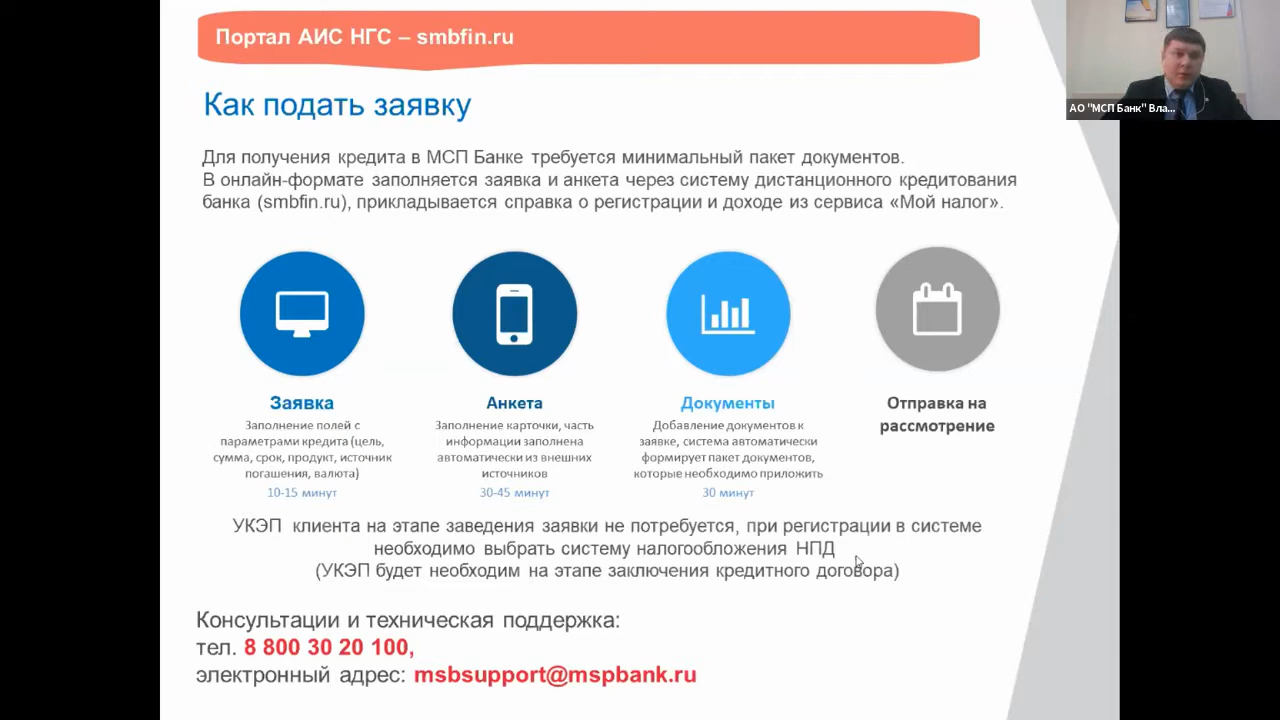 Портал АИС НГС – smbfin.ru
АО "МСП Банк" Вла...
Как подать заявку
Для получения кредита в МСП Банке требуется минимальный пакет документов.
В онлайн-формате заполняется заявка и анкета через систему дистанционного кредитования
банка (smbfin.ru), прикладывается справка о регистрации и доходе из сервиса «Мой налог».
Заявка
Заполнение полей с
параметрами кредита (цель,
сумма, срок, продукт, источник
погашения, валюта)
10-15 минут
Анкета
Заполнение карточки, часть
информации заполнена
автоматически из внешних
источников
30-45 минут
Документы
Добавление документов к
заявке, система автоматически
формирует пакет документов,
которые необходимо приложить
30 минут
Отправка на
рассмотрение
УКЭП клиента на этапе заведения заявки не потребуется, при регистрации в системе
необходимо выбрать систему налогообложения НПД
(УКЭП будет необходим на этапе заключения кредитного договора)
Консультации и техническая поддержка:
тел. 8 800 30 20 100,
электронный адрес: msbsupport@mspbank.ru